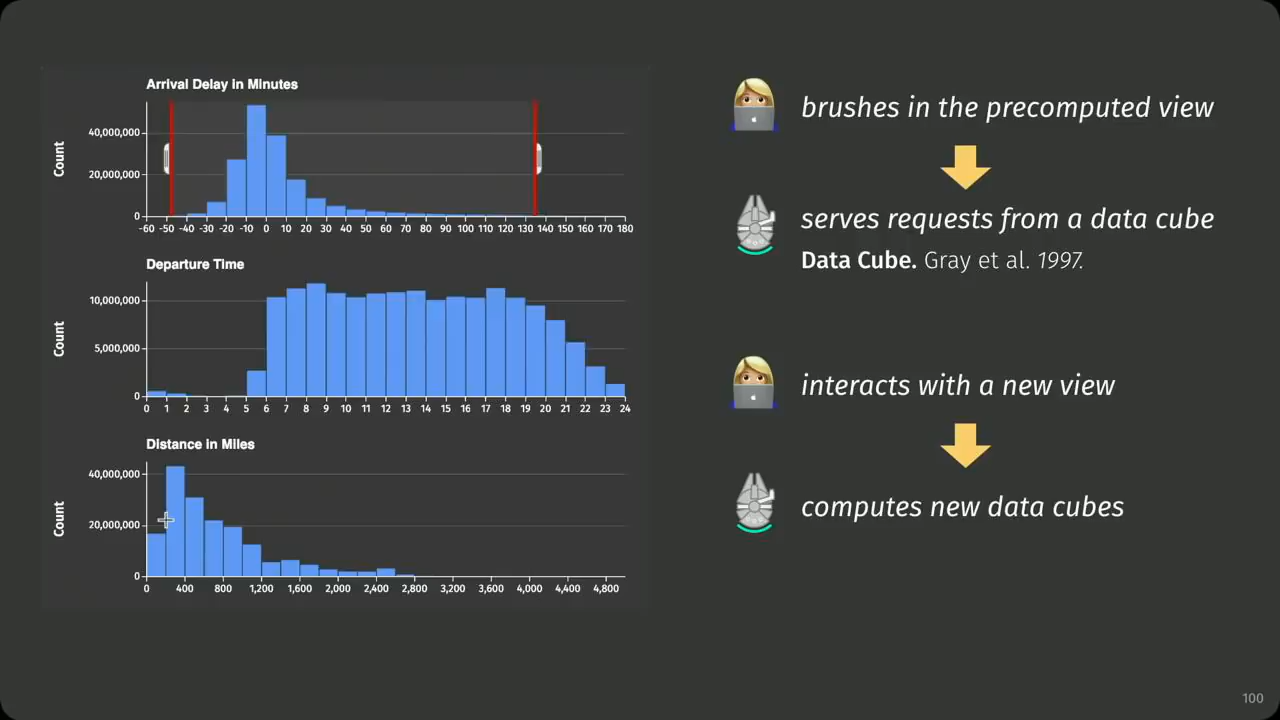 Arrival Delay in Minutes
Count
40,000,000
20,000,000
0
-60 -50 -40 -30 -20 -10 0 10 20 30 40 50 60 70 80 90 100 110 120 130 140 150 160 170 180
Departure Time
Count
10,000,000
5,000,000
0
0 1 2 3 4 5 6 7 8 9 10 11 12 13 14 15 16 17 18 19 20 21 22 23 24
Distance in Miles
Count
40,000,000
20,000,000
0
0 400 800 1,200 1,600 2,000 2,400 2,800 3,200 3,600 4,000 4,400 4,800
brushes in the precomputed view
serves requests from a data cube
Data Cube. Gray et al. 1997.
interacts with a new view
computes new data cubes
100